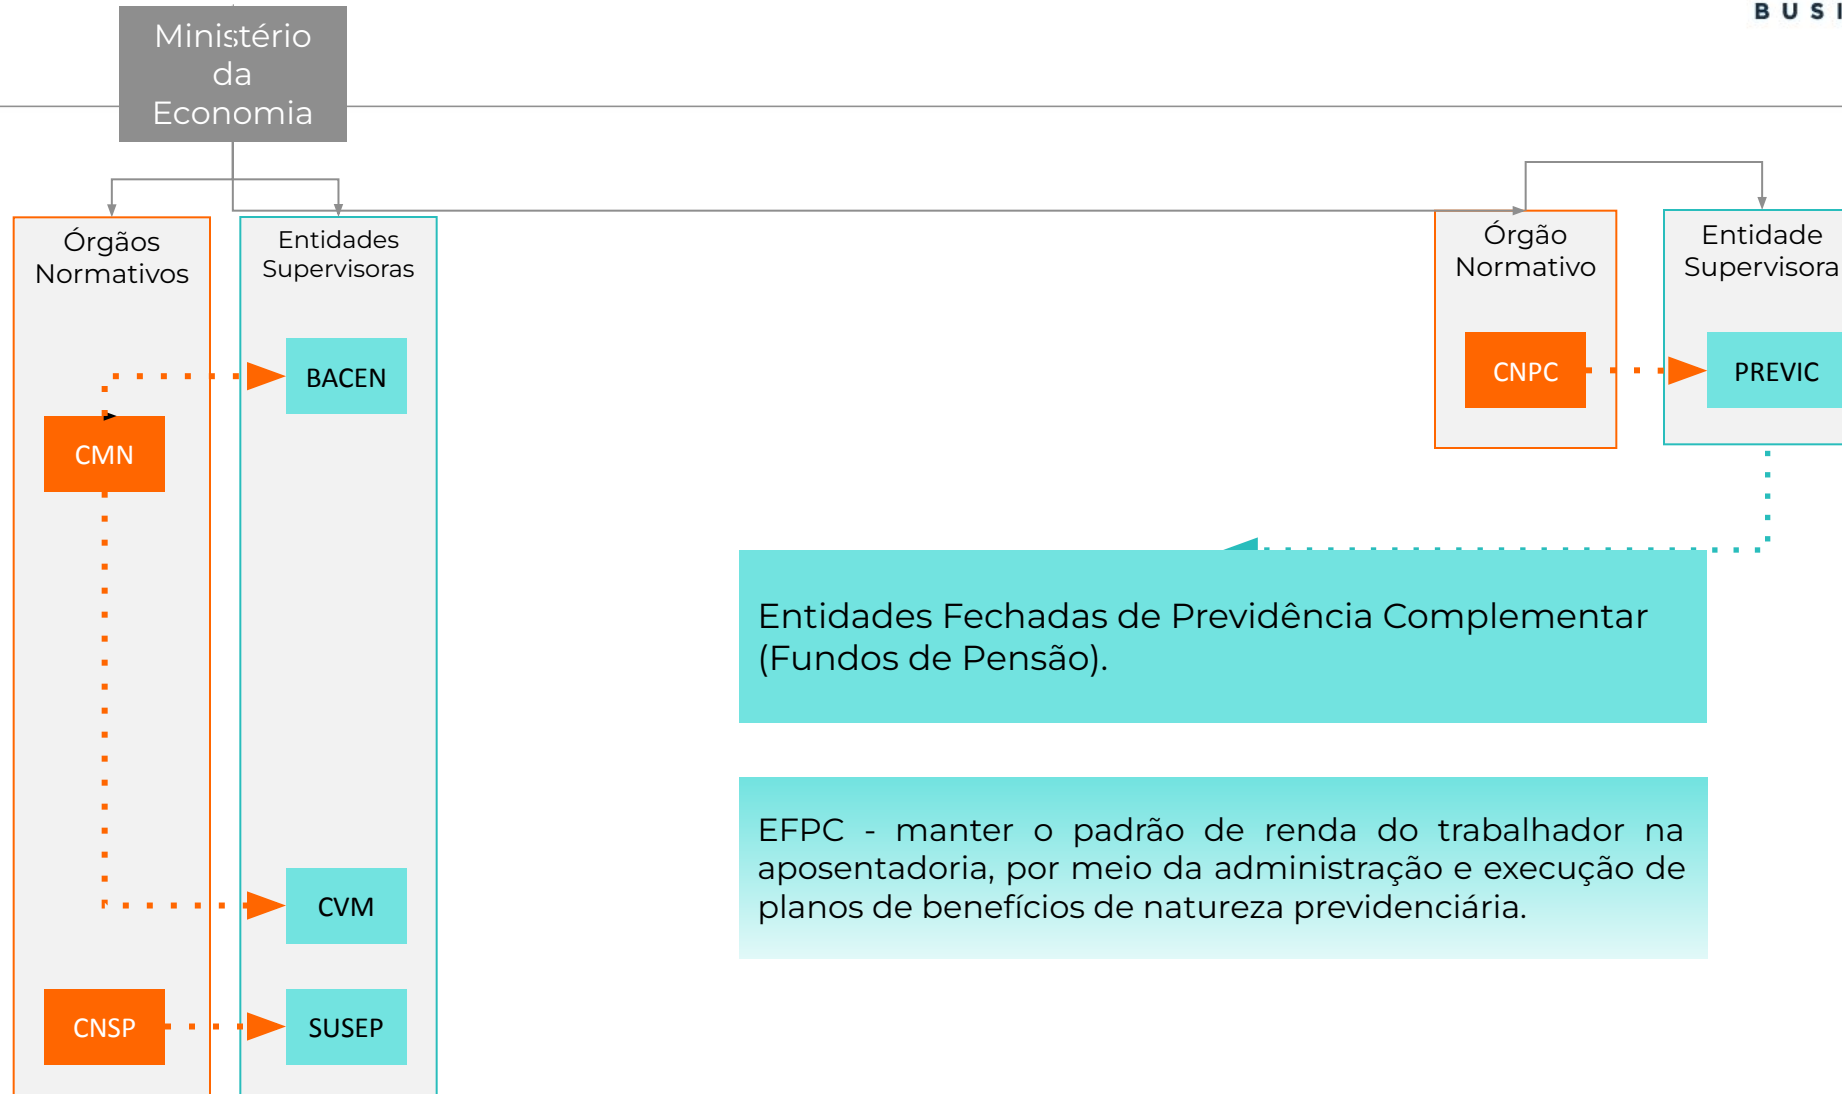 BUSI
Ministério
da
Economia
Órgãos
Normativos
Entidades
Supervisoras
Órgão
Normativo
Entidade
Supervisora
BACEN
CNPC
PREVIC
CMN
Entidades Fechadas de Previdência Complementar
(Fundos de Pensão).
EFPC - manter o padrão de renda do trabalhador na
aposentadoria, por meio da administração e execução de
planos de benefícios de natureza previdenciária.
CVM
CNSP
SUSEP